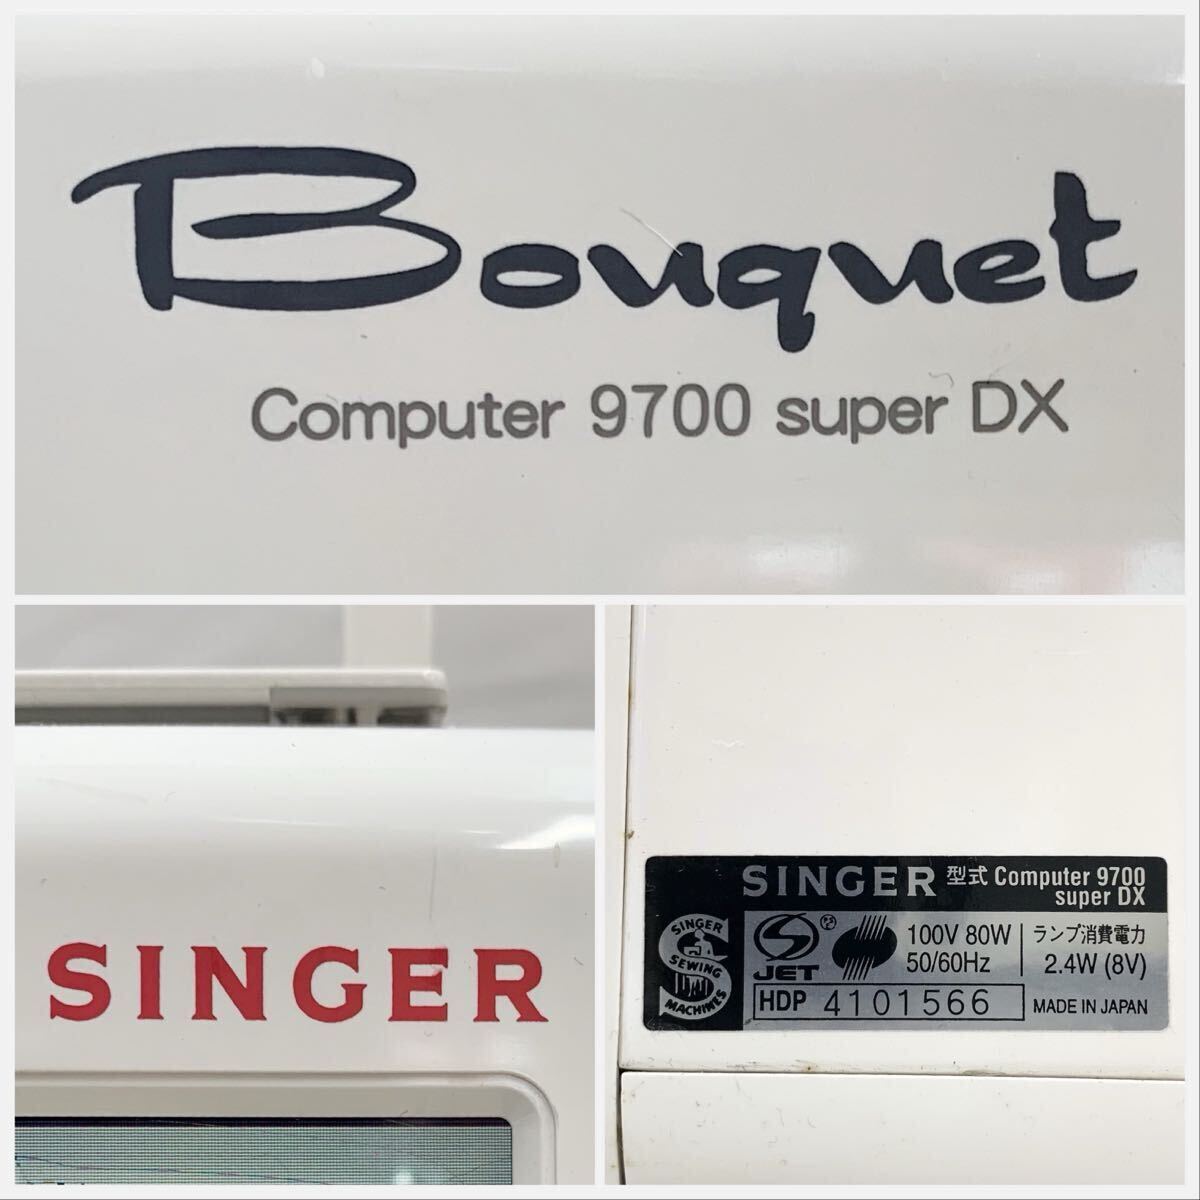 Bouquet
Computer 9700 super DX
SINGER
SINGER 型式 Computer 9700
super DX
SINGER
SEWING
MACHINES
JET
100V 80W
50/60Hz
ランプ消費電力
2.4W (8V)
HDP 4101566
MADE IN JAPAN